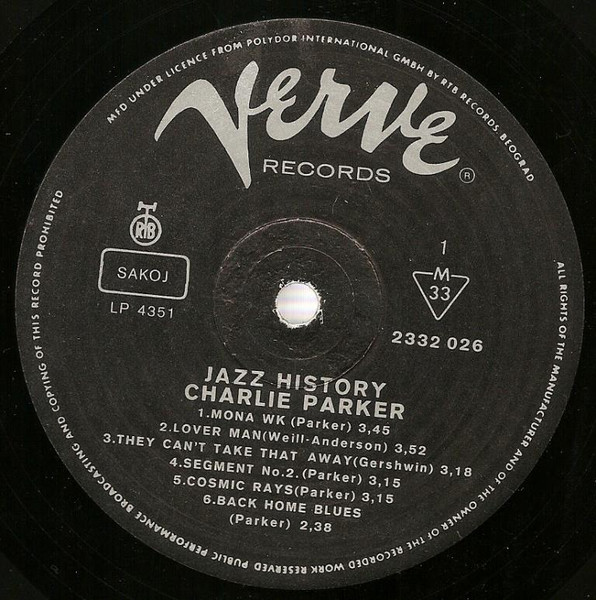 MFD UNDER LICENCE FROM POLYDOR INTERNATIONAL GMBH BY RTB RECORDS, BEOGRAD
Verve
RECORDS ®
RTB
SAKOJ
LP 4351
1
M
33
2332 026
JAZZ HISTORY
CHARLIE PARKER
1.MONA WK (Parker) 3,45
2.LOVER MAN(Weill-Anderson) 3,52
3.THEY CAN'T TAKE THAT AWAY(Gershwin) 3,18
4.SEGMENT No.2. (Parker) 3,15
5.COSMIC RAYS(Parker) 3,15
6.BACK HOME BLUES
(Parker) 2,38
ALL RIGHTS OF THE MANUFACTURER AND OF THE OWNER OF THE RECORDED WORK RESERVED PUBLIC PERFORMANCE BROADCASTING AND COPYING OF THIS RECORD PROHIBITED